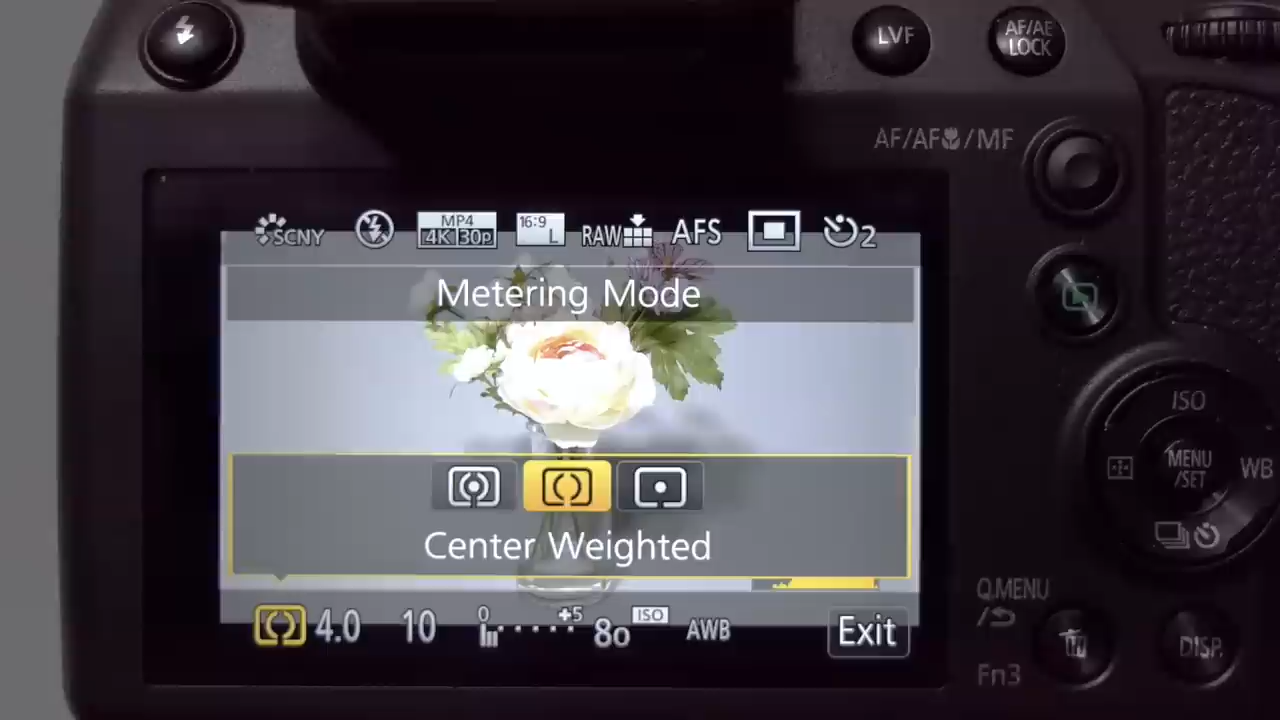 LVF
AF/AE
LOCK
AF/AF /MF
SCNY
MP4
4K 30p
16:9
L
RAW
AFS
2
Metering Mode
Center Weighted
4.0
10
0
+5
80
ISO
AWB
Exit
ISO
MENU
/SET
WB
Q.MENU
/
Fn3
DISP.